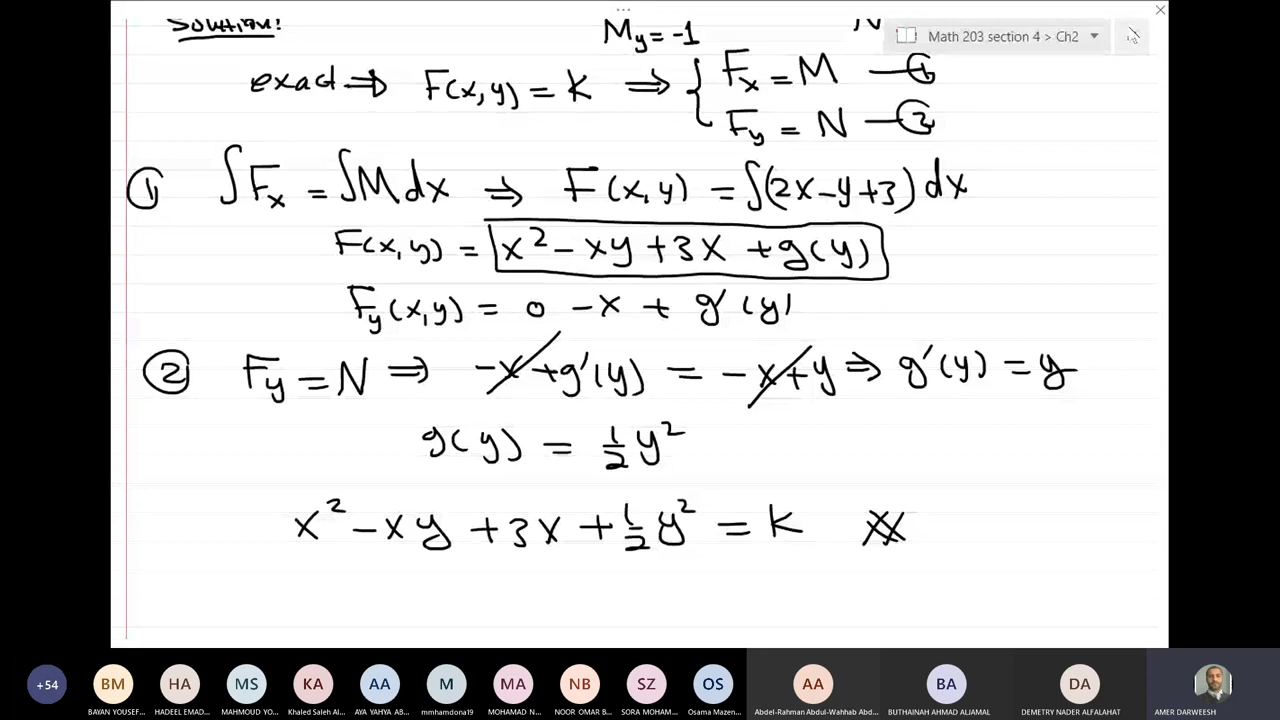 Solution:
My = -1
Math 203 section 4 > Ch2
exact ⇒ F(x,y) = K ⇒ { Fx = M —①
Fy = N —②
① ∫Fx = ∫M dx ⇒ F(x,y) = ∫(2x-y+3) dx
F(x,y) = x² - xy + 3x + g(y)
Fy(x,y) = 0 - x + g'(y)
② Fy = N ⇒ -x + g'(y) = -x + y ⇒ g'(y) = y
g(y) = ½ y²
x² - xy + 3x + ½ y² = K
+54 BM HA MS KA AA M MA NB SZ OS AA BA DA
BAYAN YOUSEF... HADEEL EMAD... MAHMOUD YO... Khaled Saleh Al... AYA YAHYA AB... mmhamdona19 MOHAMAD N... NOOR OMAR B... SORA MOHAM... Osama Mazen... Abdel-Rahman Abdul-Wahhab Abd... BUTHAINAH AHMAD ALJAMAL DEMETRY NADER ALFALAHAT AMER DARWEESH